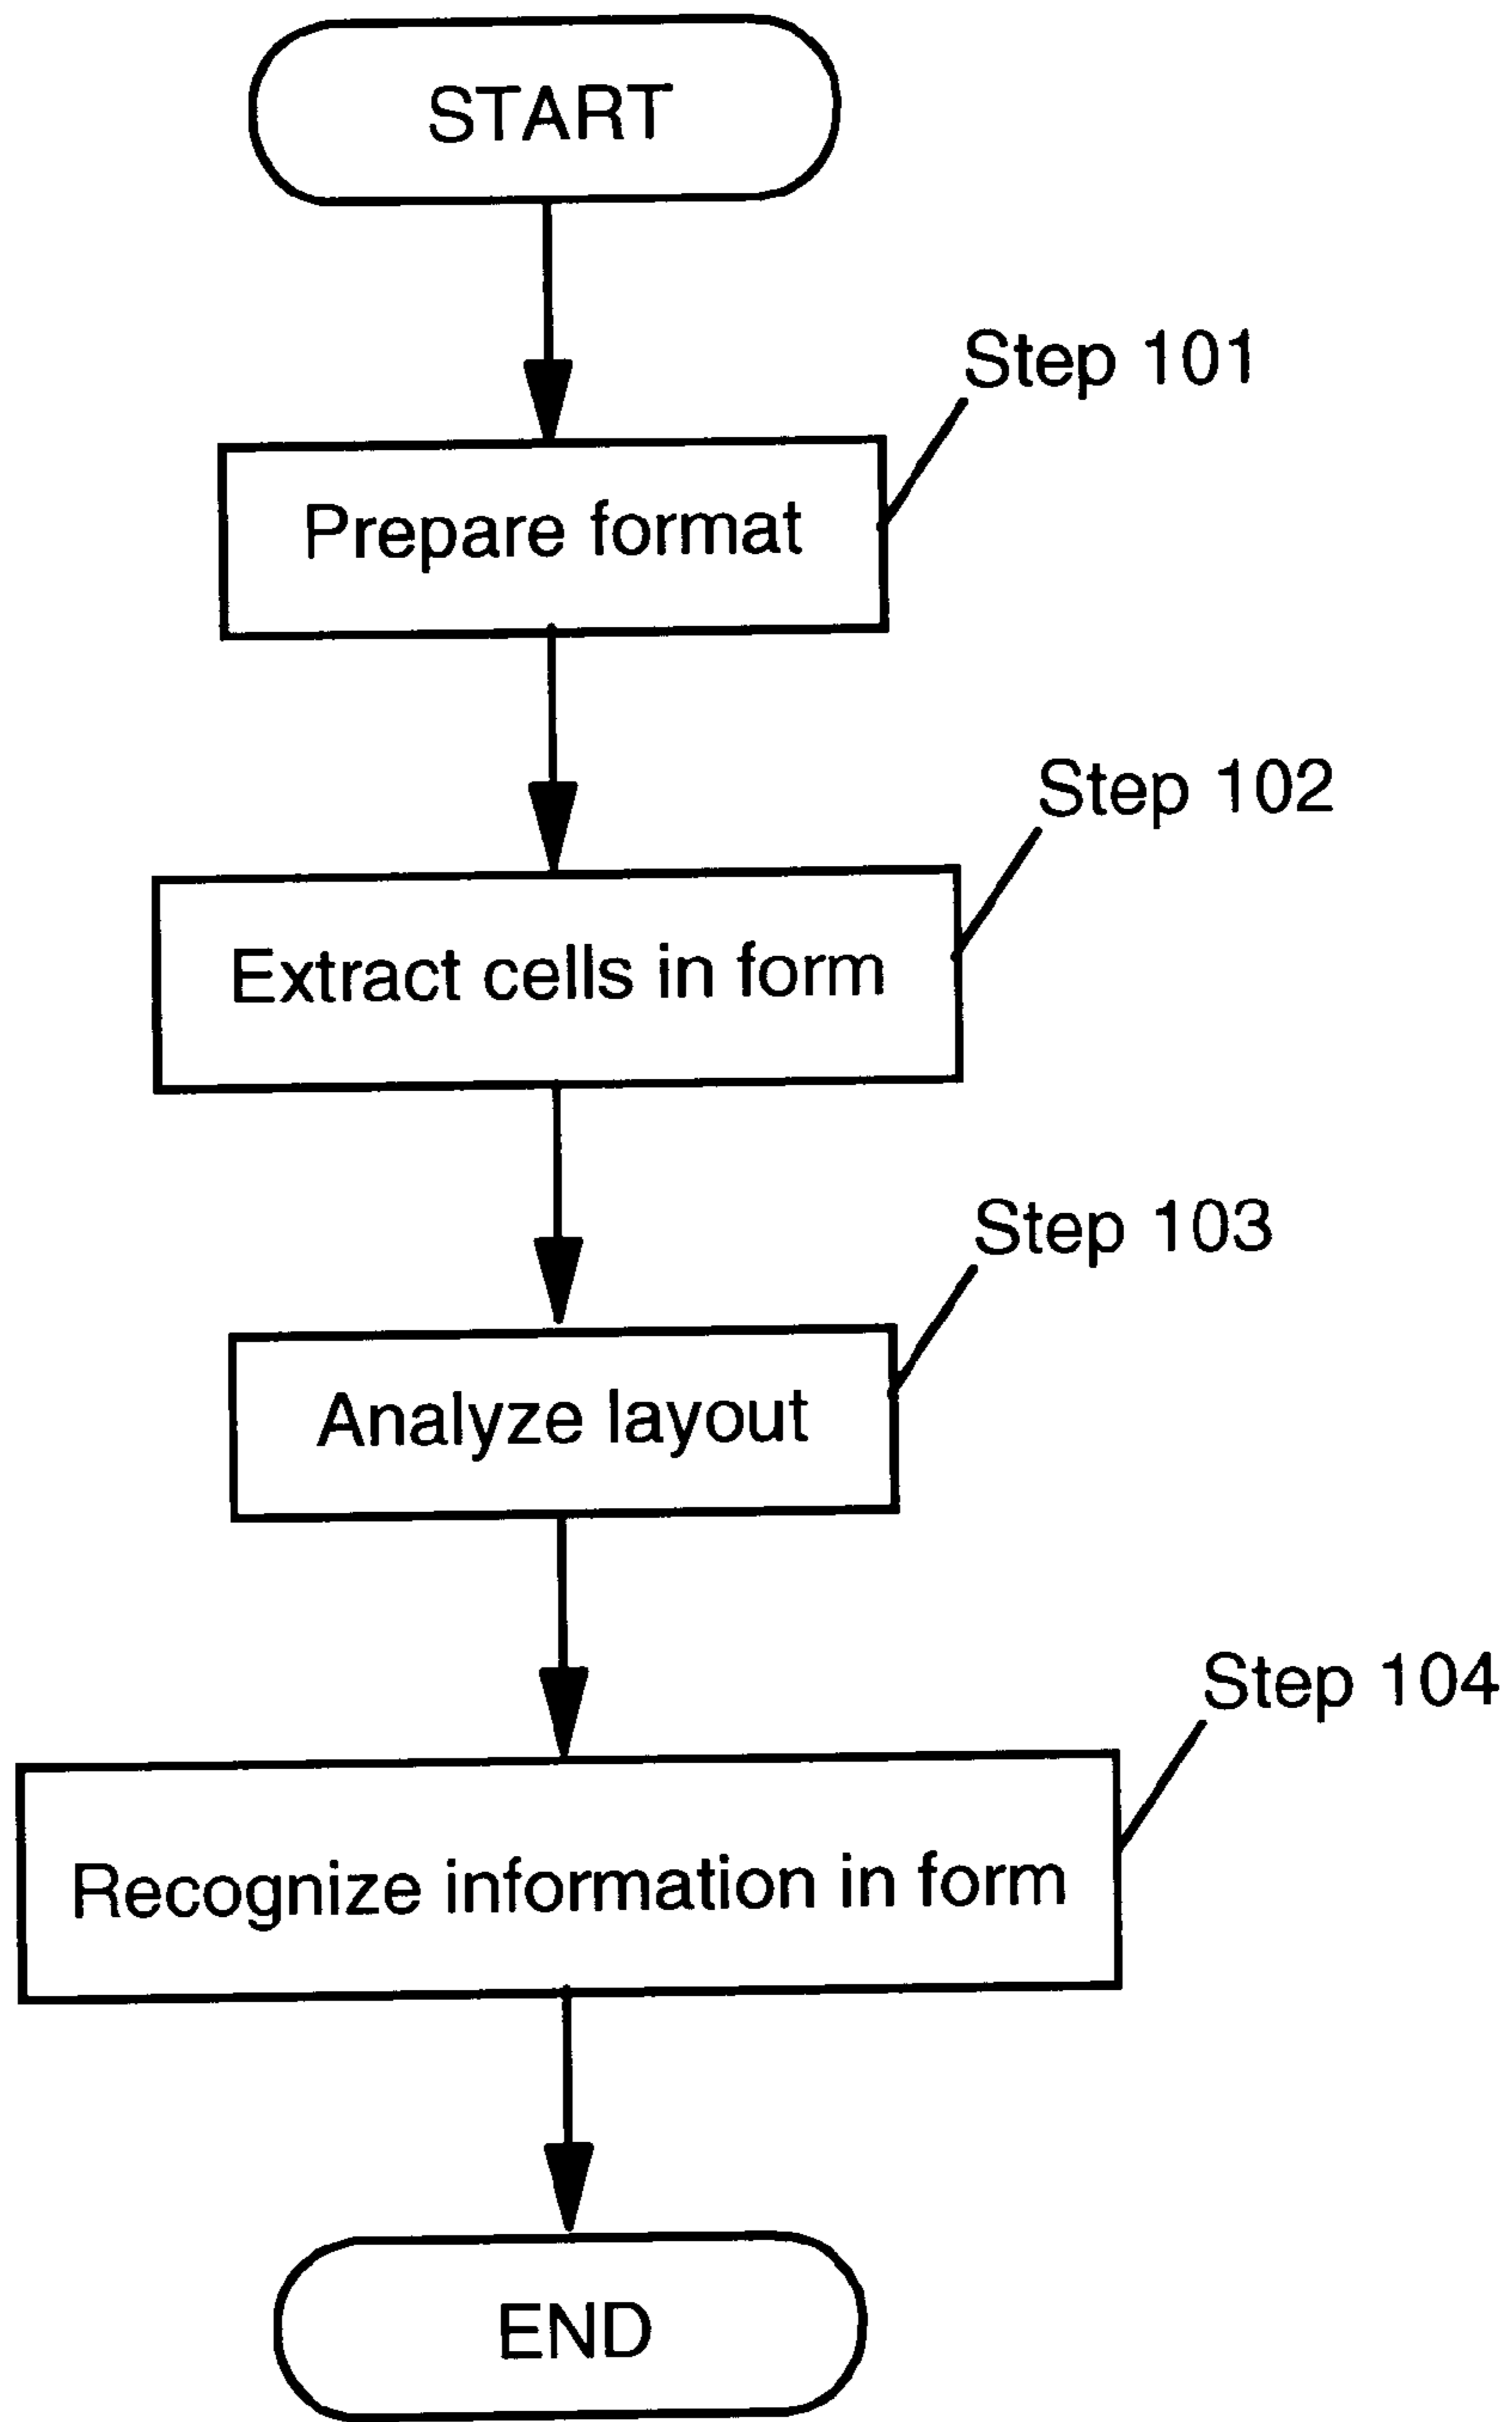 START
Step 101
Prepare format
Step 102
Extract cells in form
Step 103
Analyze layout
Step 104
Recognize information in form
END